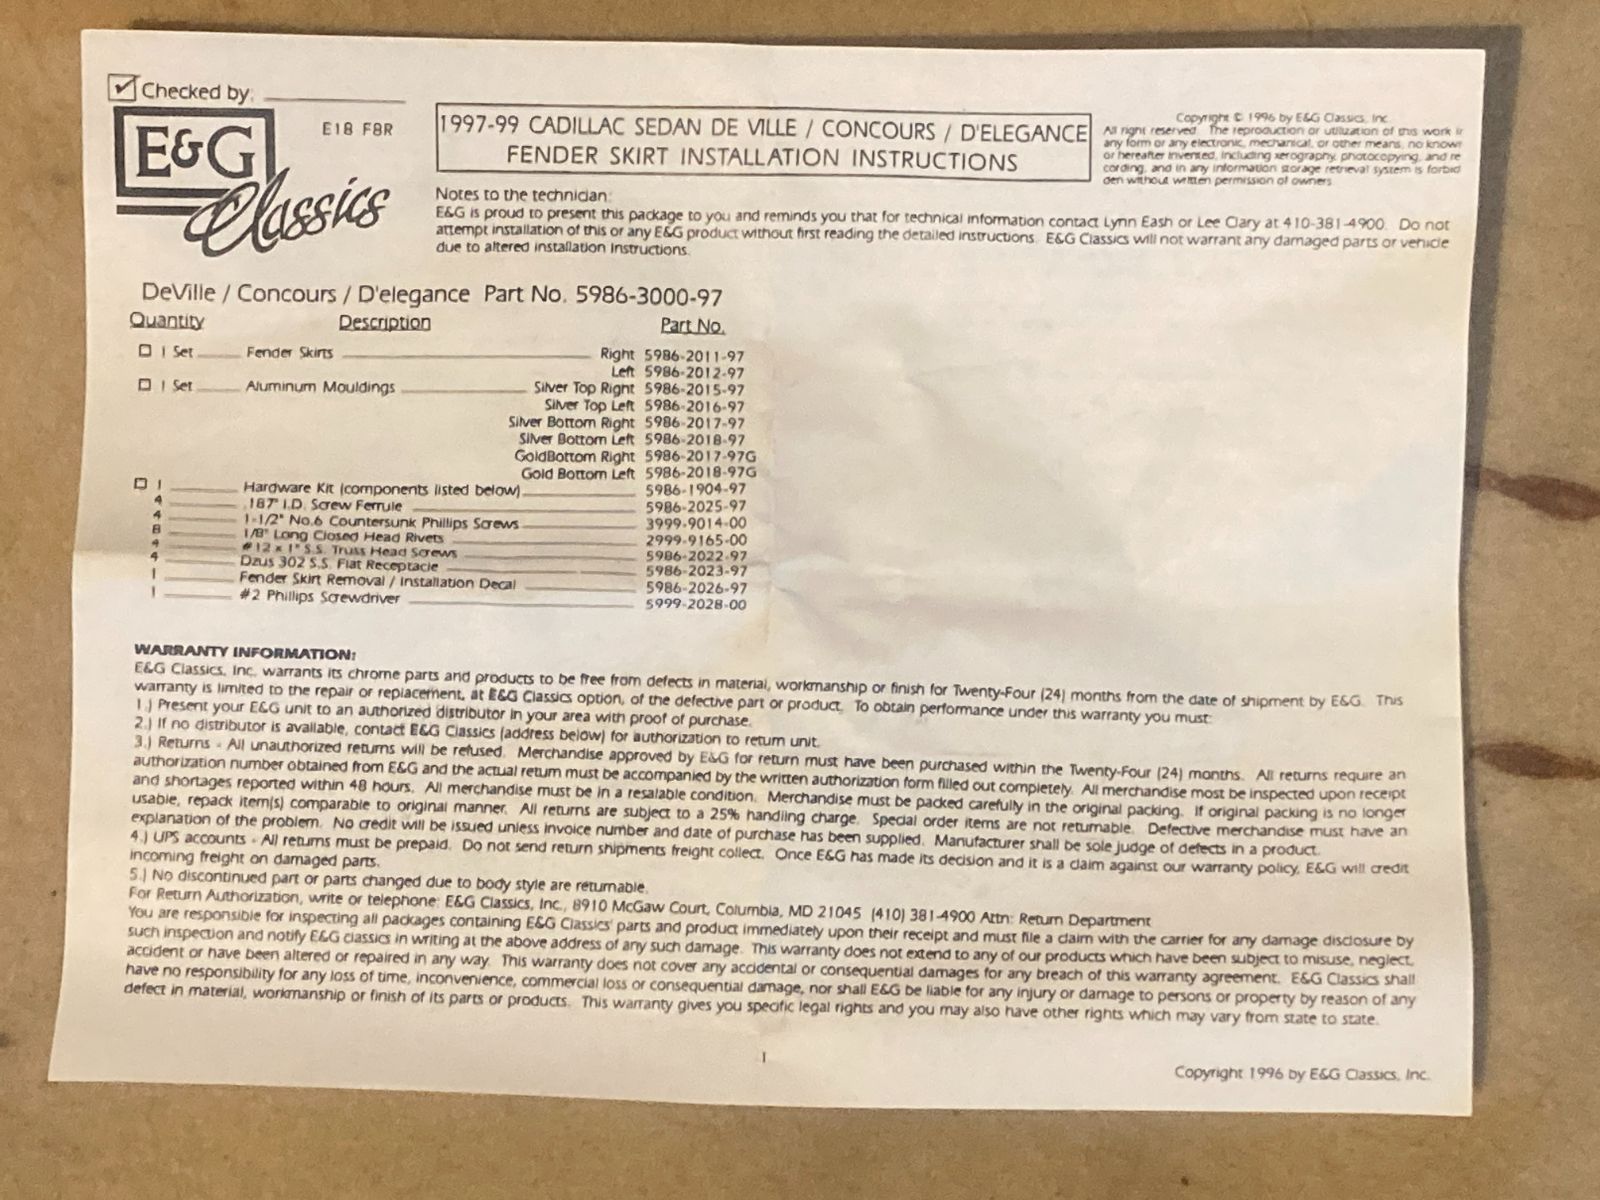 Checked by:
E&G
Classics
E18 F8R
1997-99 CADILLAC SEDAN DE VILLE / CONCOURS / D'ELEGANCE
FENDER SKIRT INSTALLATION INSTRUCTIONS
Copyright © 1996 by E&G Classics, Inc
All right reserved. The reproduction or utilization of this work ir
any form or any electronic, mechanical, or other means, no known
or hereafter invented, including xerography, photocopying, and re
cording, and in any information storage retrieval system is forbid
den without written permission of owners
Notes to the technician:
E&G is proud to present this package to you and reminds you that for technical information contact Lynn Eash or Lee Clary at 410-381-4900. Do not
attempt installation of this or any E&G product without first reading the detailed instructions. E&G Classics will not warrant any damaged parts or vehicle
due to altered installation instructions.
DeVille / Concours / D'elegance Part No. 5986-3000-97
Quantity Description Part No.
1 Set Fender Skirts Right 5986-2011-97
Left 5986-2012-97
1 Set Aluminum Mouldings Silver Top Right 5986-2015-97
Silver Top Left 5986-2016-97
Silver Bottom Right 5986-2017-97
Silver Bottom Left 5986-2018-97
GoldBottom Right 5986-2017-97G
Gold Bottom Left 5986-2018-97G
1 Hardware Kit (components listed below) 5986-1904-97
4 .187" I.D. Screw Ferrule 5986-2025-97
4 1-1/2" No.6 Countersunk Phillips Screws 3999-9014-00
8 1/8" Long Closed Head Rivets 2999-9165-00
4 #12 x 1" S.S. Truss Head Screws 5986-2022-97
4 Dzus 302 S.S. Flat Receptacle 5986-2023-97
1 Fender Skirt Removal / Installation Decal 5986-2026-97
1 #2 Phillips Screwdriver 5999-2028-00
WARRANTY INFORMATION:
E&G Classics, Inc. warrants its chrome parts and products to be free from defects in material, workmanship or finish for Twenty-Four (24) months from the date of shipment by E&G. This
warranty is limited to the repair or replacement, at E&G Classics option, of the defective part or product. To obtain performance under this warranty you must:
1.) Present your E&G unit to an authorized distributor in your area with proof of purchase.
2.) If no distributor is available, contact E&G Classics (address below) for authorization to return unit.
3.) Returns - All unauthorized returns will be refused. Merchandise approved by E&G for return must have been purchased within the Twenty-Four (24) months. All returns require an
authorization number obtained from E&G and the actual return must be accompanied by the written authorization form filled out completely. All merchandise most be inspected upon receipt
and shortages reported within 48 hours. All merchandise must be in a resalable condition. Merchandise must be packed carefully in the original packing. If original packing is no longer
usable, repack item(s) comparable to original manner. All returns are subject to a 25% handling charge. Special order items are not returnable. Defective merchandise must have an
explanation of the problem. No credit will be issued unless invoice number and date of purchase has been supplied. Manufacturer shall be sole judge of defects in a product.
4.) UPS accounts - All returns must be prepaid. Do not send return shipments freight collect. Once E&G has made its decision and it is a claim against our warranty policy, E&G will credit
incoming freight on damaged parts.
5.) No discontinued part or parts changed due to body style are returnable.
For Return Authorization, write or telephone: E&G Classics, Inc., 8910 McGaw Court, Columbia, MD 21045 (410) 381-4900 Attn: Return Department
You are responsible for inspecting all packages containing E&G Classics' parts and product immediately upon their receipt and must file a claim with the carrier for any damage disclosure by
such inspection and notify E&G classics in writing at the above address of any such damage. This warranty does not extend to any of our products which have been subject to misuse, neglect,
accident or have been altered or repaired in any way. This warranty does not cover any accidental or consequential damages for any breach of this warranty agreement. E&G Classics shall
have no responsibility for any loss of time, inconvenience, commercial loss or consequential damage, nor shall E&G be liable for any injury or damage to persons or property by reason of any
defect in material, workmanship or finish of its parts or products. This warranty gives you specific legal rights and you may also have other rights which may vary from state to state.
1
Copyright 1996 by E&G Classics, Inc.